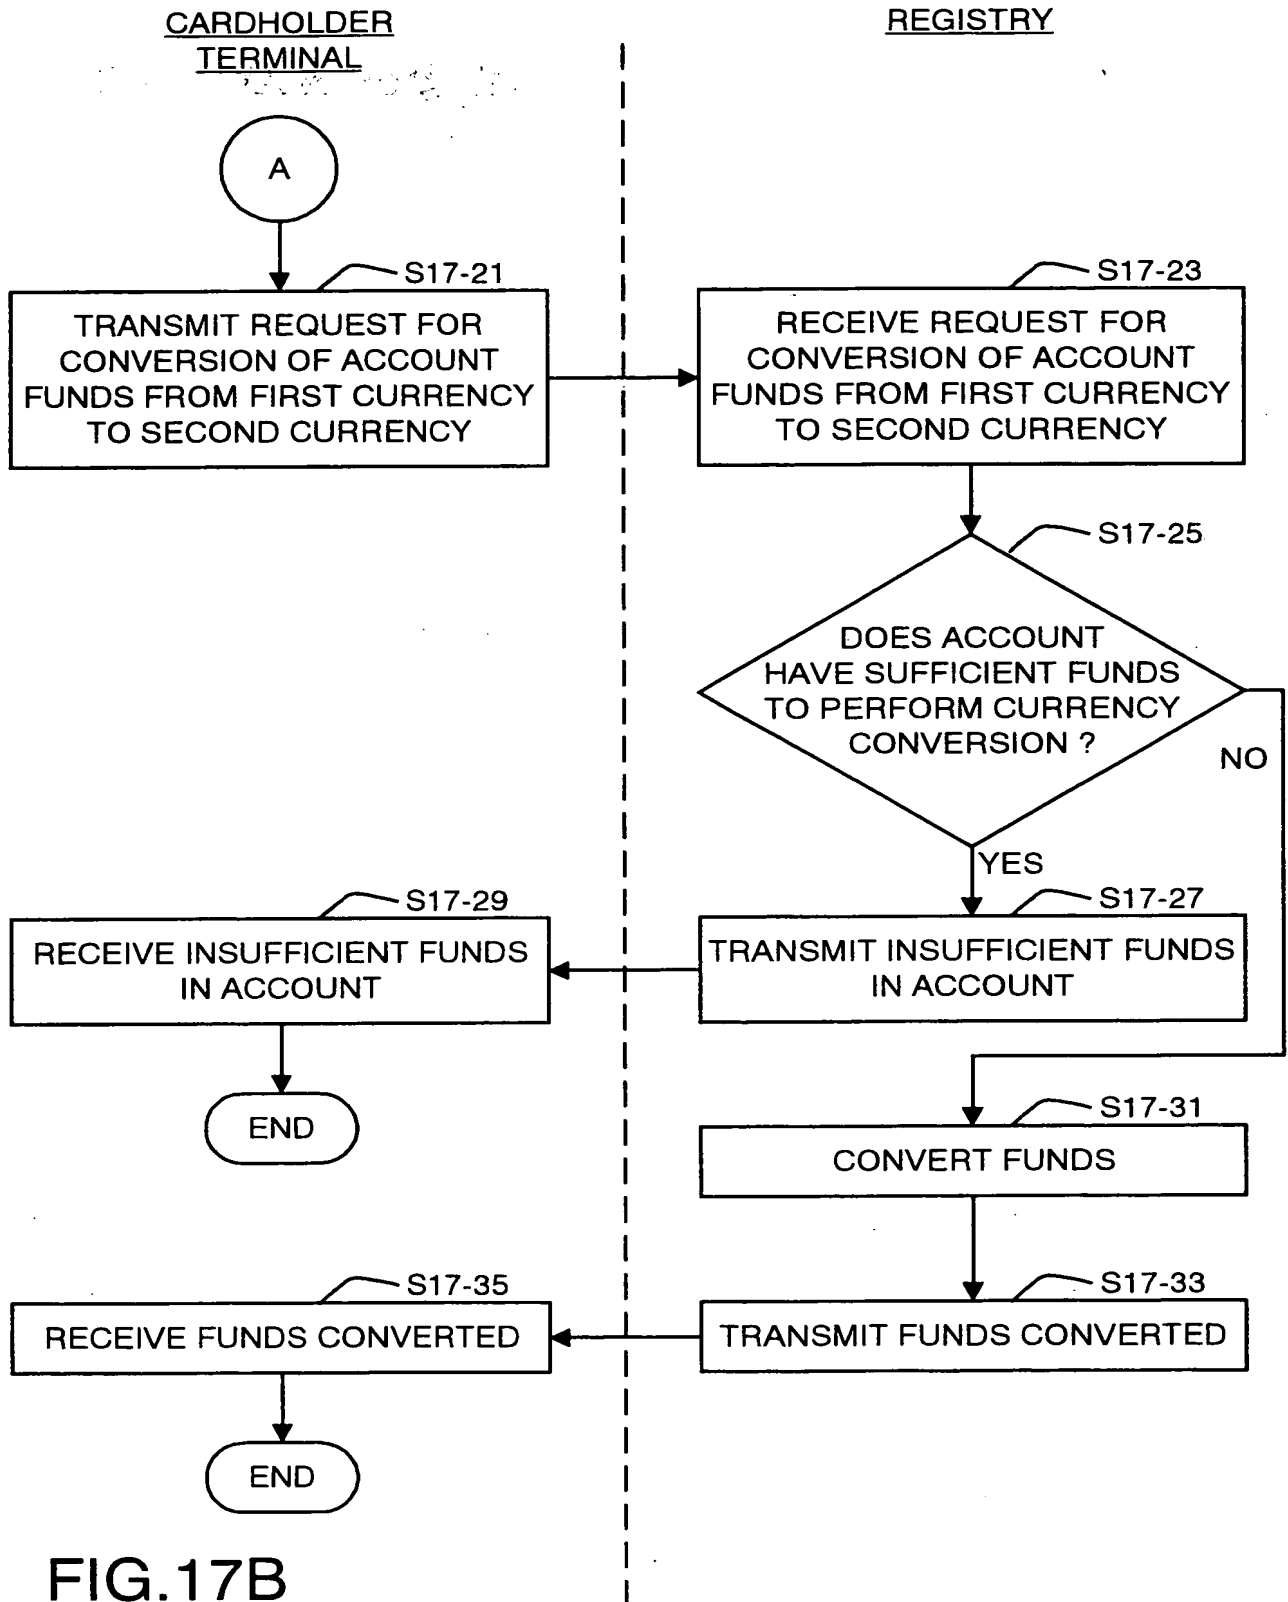 CARDHOLDER
TERMINAL
REGISTRY
A
S17-21
TRANSMIT REQUEST FOR
CONVERSION OF ACCOUNT
FUNDS FROM FIRST CURRENCY
TO SECOND CURRENCY
S17-23
RECEIVE REQUEST FOR
CONVERSION OF ACCOUNT
FUNDS FROM FIRST CURRENCY
TO SECOND CURRENCY
S17-25
DOES ACCOUNT
HAVE SUFFICIENT FUNDS
TO PERFORM CURRENCY
CONVERSION ?
NO
YES
S17-27
TRANSMIT INSUFFICIENT FUNDS
IN ACCOUNT
S17-29
RECEIVE INSUFFICIENT FUNDS
IN ACCOUNT
END
S17-31
CONVERT FUNDS
S17-33
TRANSMIT FUNDS CONVERTED
S17-35
RECEIVE FUNDS CONVERTED
END
FIG.17B